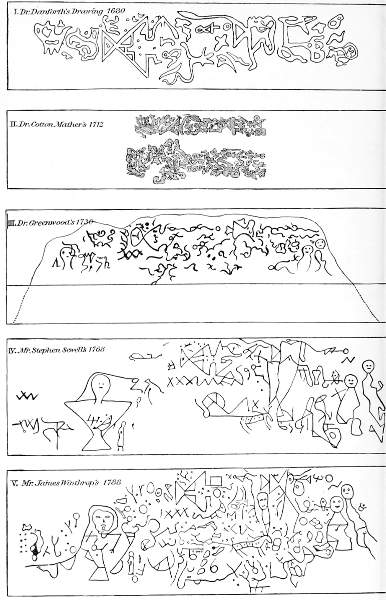 I. Dr. Danforth's Drawing 1680
II. Dr. Cotton Mather's 1712
III. Dr. Greenwood's 1730
IV. Mr. Stephen Sewell's 1768
V. Mr. James Winthrop's 1788